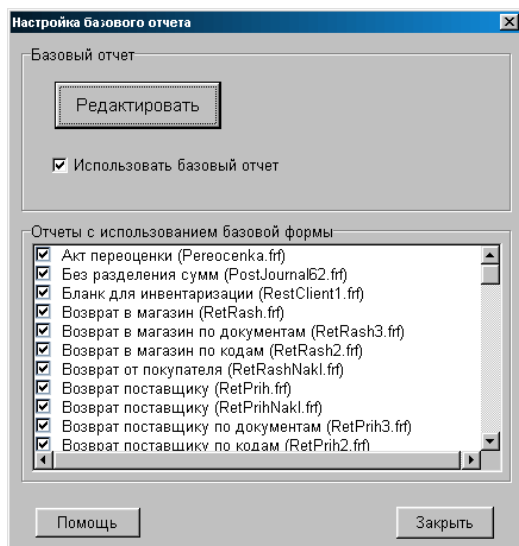 Настройка базового отчета
Базовый отчет
Редактировать
Использовать базовый отчет
Отчеты с использованием базовой формы
Акт переоценки (Pereocenka.frf)
Без разделения сумм (PostJournal62.frf)
Бланк для инвентаризации (RestClient1.frf)
Возврат в магазин (RetRash.frf)
Возврат в магазин по документам (RetRash3.frf)
Возврат в магазин по кодам (RetRash2.frf)
Возврат от покупателя (RetRashNakl.frf)
Возврат поставщику (RetPrih.frf)
Возврат поставщику (RetPrihNakl.frf)
Возврат поставщику по документам (RetPrih3.frf)
Возврат поставщику по кодам (RetPrih2.frf)
Помощь
Закрыть